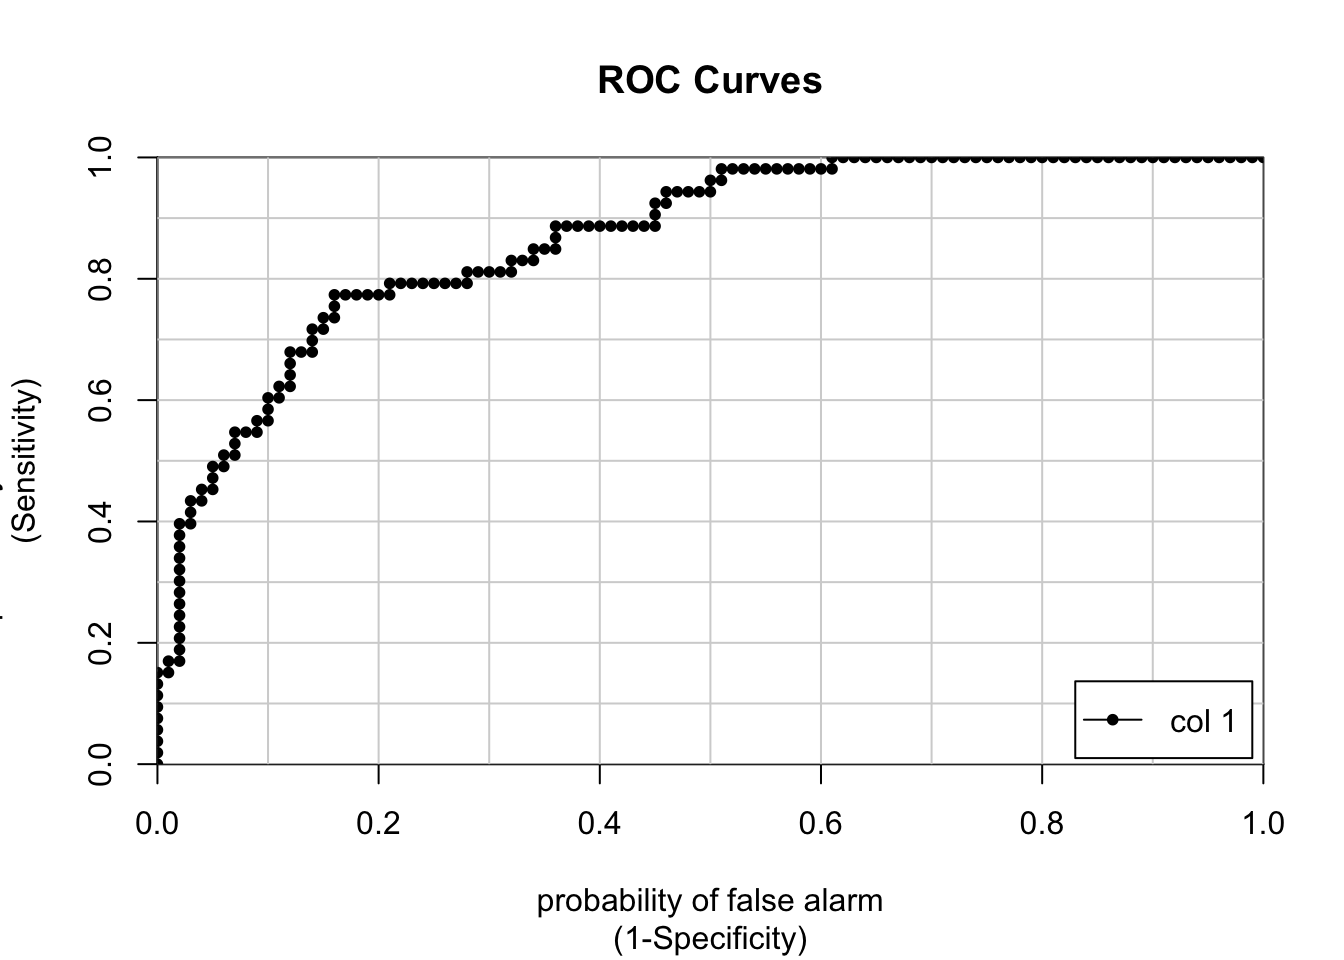 ROC Curves
1.0
0.8
0.6
0.4
0.2
0.0
(Sensitivity)
col 1
0.0 0.2 0.4 0.6 0.8 1.0
probability of false alarm
(1-Specificity)